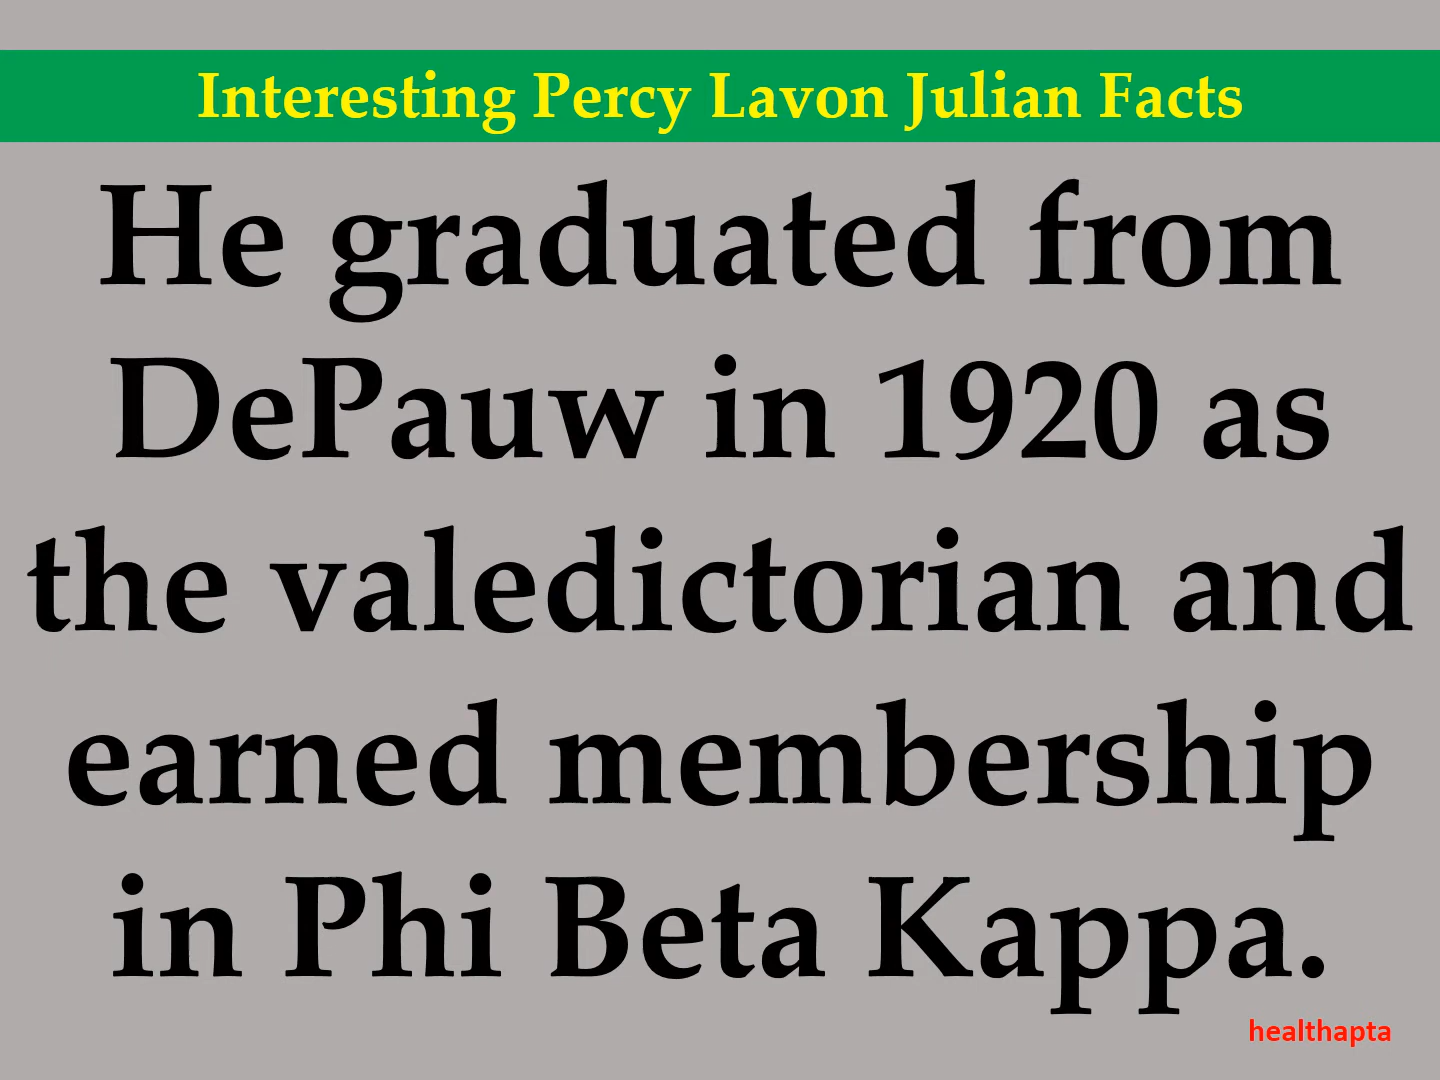 Interesting Percy Lavon Julian Facts
He graduated from
DePauw in 1920 as
the valedictorian and
earned membership
in Phi Beta Kappa.
healthapta